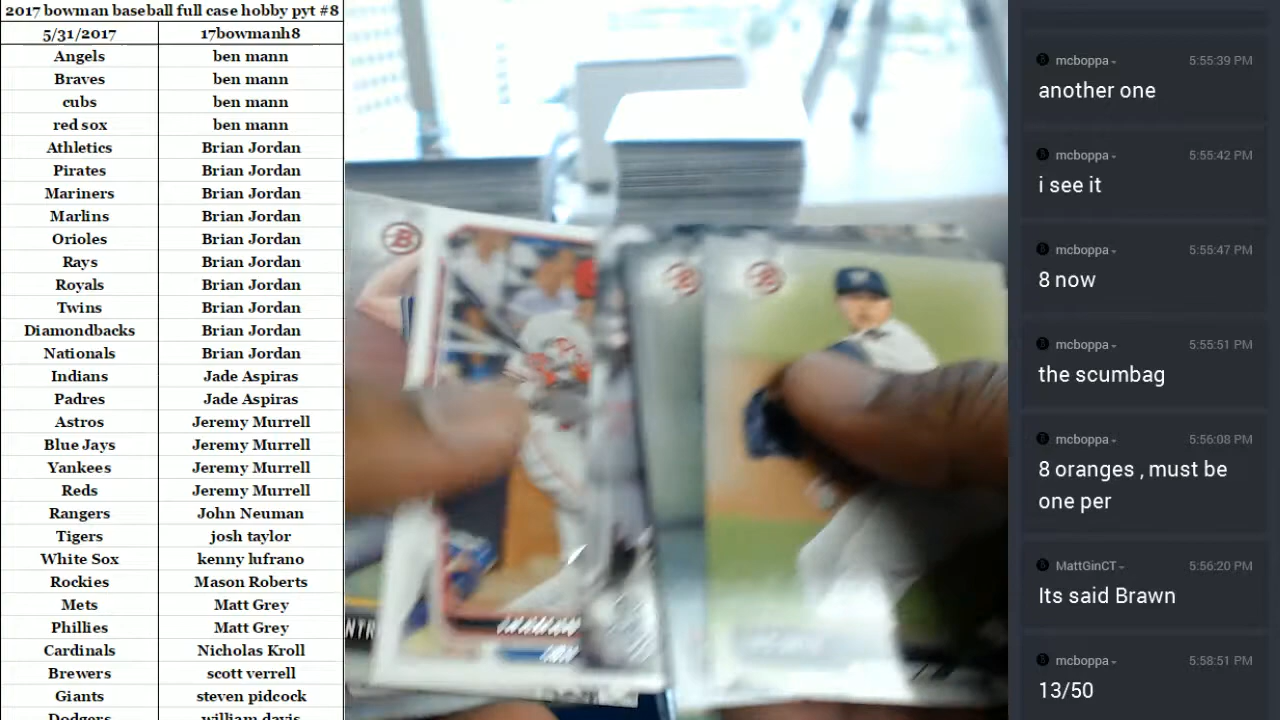 2017 bowman baseball full case hobby pyt #8
5/31/2017 17bowmanh8
Angels ben mann
Braves ben mann
cubs ben mann
red sox ben mann
Athletics Brian Jordan
Pirates Brian Jordan
Mariners Brian Jordan
Marlins Brian Jordan
Orioles Brian Jordan
Rays Brian Jordan
Royals Brian Jordan
Twins Brian Jordan
Diamondbacks Brian Jordan
Nationals Brian Jordan
Indians Jade Aspiras
Padres Jade Aspiras
Astros Jeremy Murrell
Blue Jays Jeremy Murrell
Yankees Jeremy Murrell
Reds Jeremy Murrell
Rangers John Neuman
Tigers josh taylor
White Sox kenny lufrano
Rockies Mason Roberts
Mets Matt Grey
Phillies Matt Grey
Cardinals Nicholas Kroll
Brewers scott verrell
Giants steven pidcock
Dodgers william davis
B
B
B
W
mcboppa 5:55:39 PM
another one
mcboppa 5:55:42 PM
i see it
mcboppa 5:55:47 PM
8 now
mcboppa 5:55:51 PM
the scumbag
mcboppa 5:56:08 PM
8 oranges , must be
one per
MattGinCT 5:56:20 PM
Its said Brawn
mcboppa 5:58:51 PM
13/50